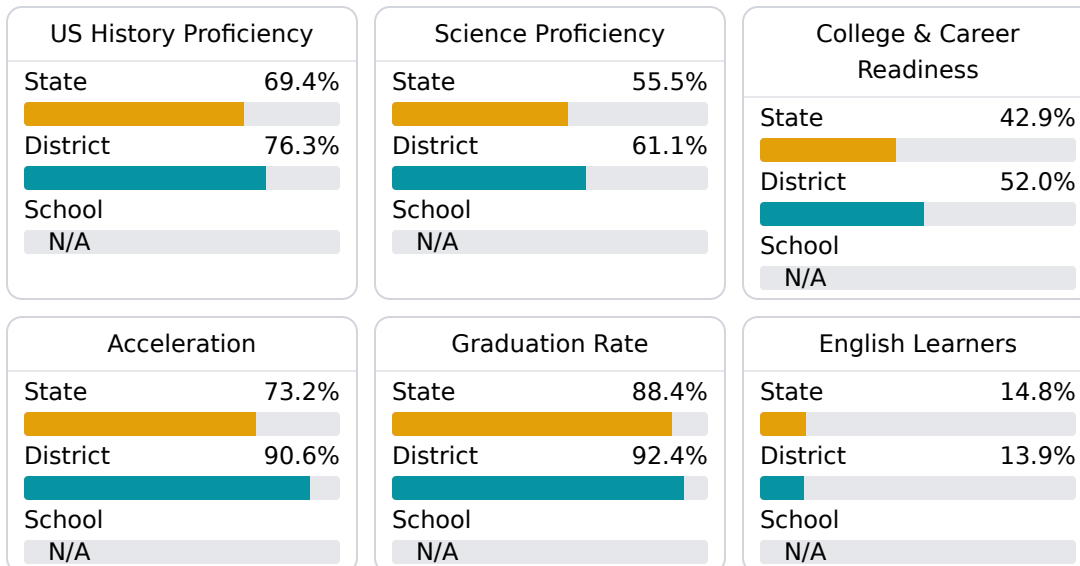 US History Proficiency
State 69.4%
District 76.3%
School
N/A
Science Proficiency
State 55.5%
District 61.1%
School
N/A
College & Career
Readiness
State 42.9%
District 52.0%
School
N/A
Acceleration
State 73.2%
District 90.6%
School
N/A
Graduation Rate
State 88.4%
District 92.4%
School
N/A
English Learners
State 14.8%
District 13.9%
School
N/A